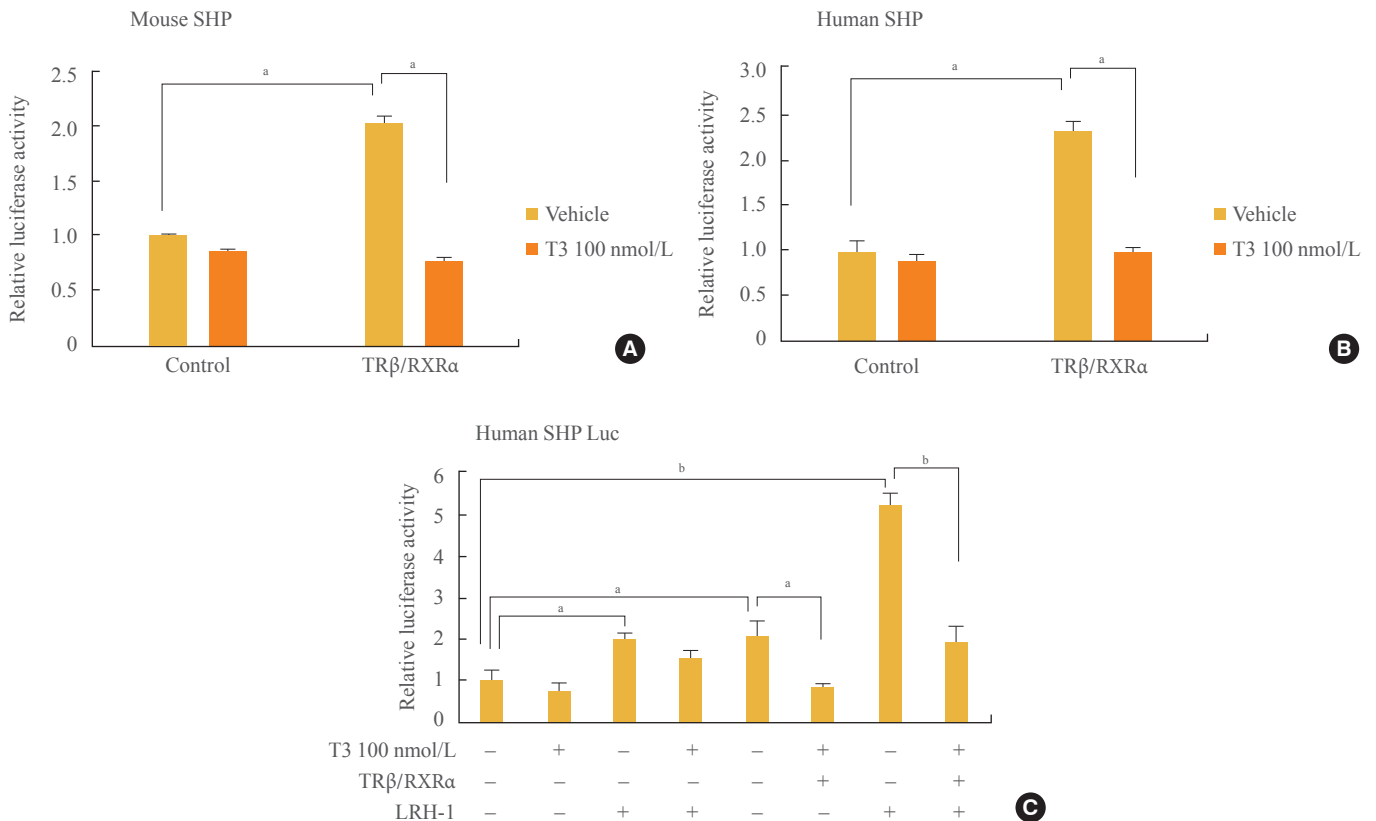 Mouse SHP
a
a
2.5
2.0
1.5
1.0
0.5
0
Relative luciferase activity
Control
TRβ/RXRα
Vehicle
T3 100 nmol/L
A
Human SHP
a
a
3.0
2.5
2.0
1.5
1.0
0.5
0
Relative luciferase activity
Control
TRβ/RXRα
Vehicle
T3 100 nmol/L
B
Human SHP Luc
b
b
a
a
a
6
5
4
3
2
1
0
Relative luciferase activity
T3 100 nmol/L – + – + – + – +
TRβ/RXRα – – – – – + – +
LRH-1 – – + + – – + +
C